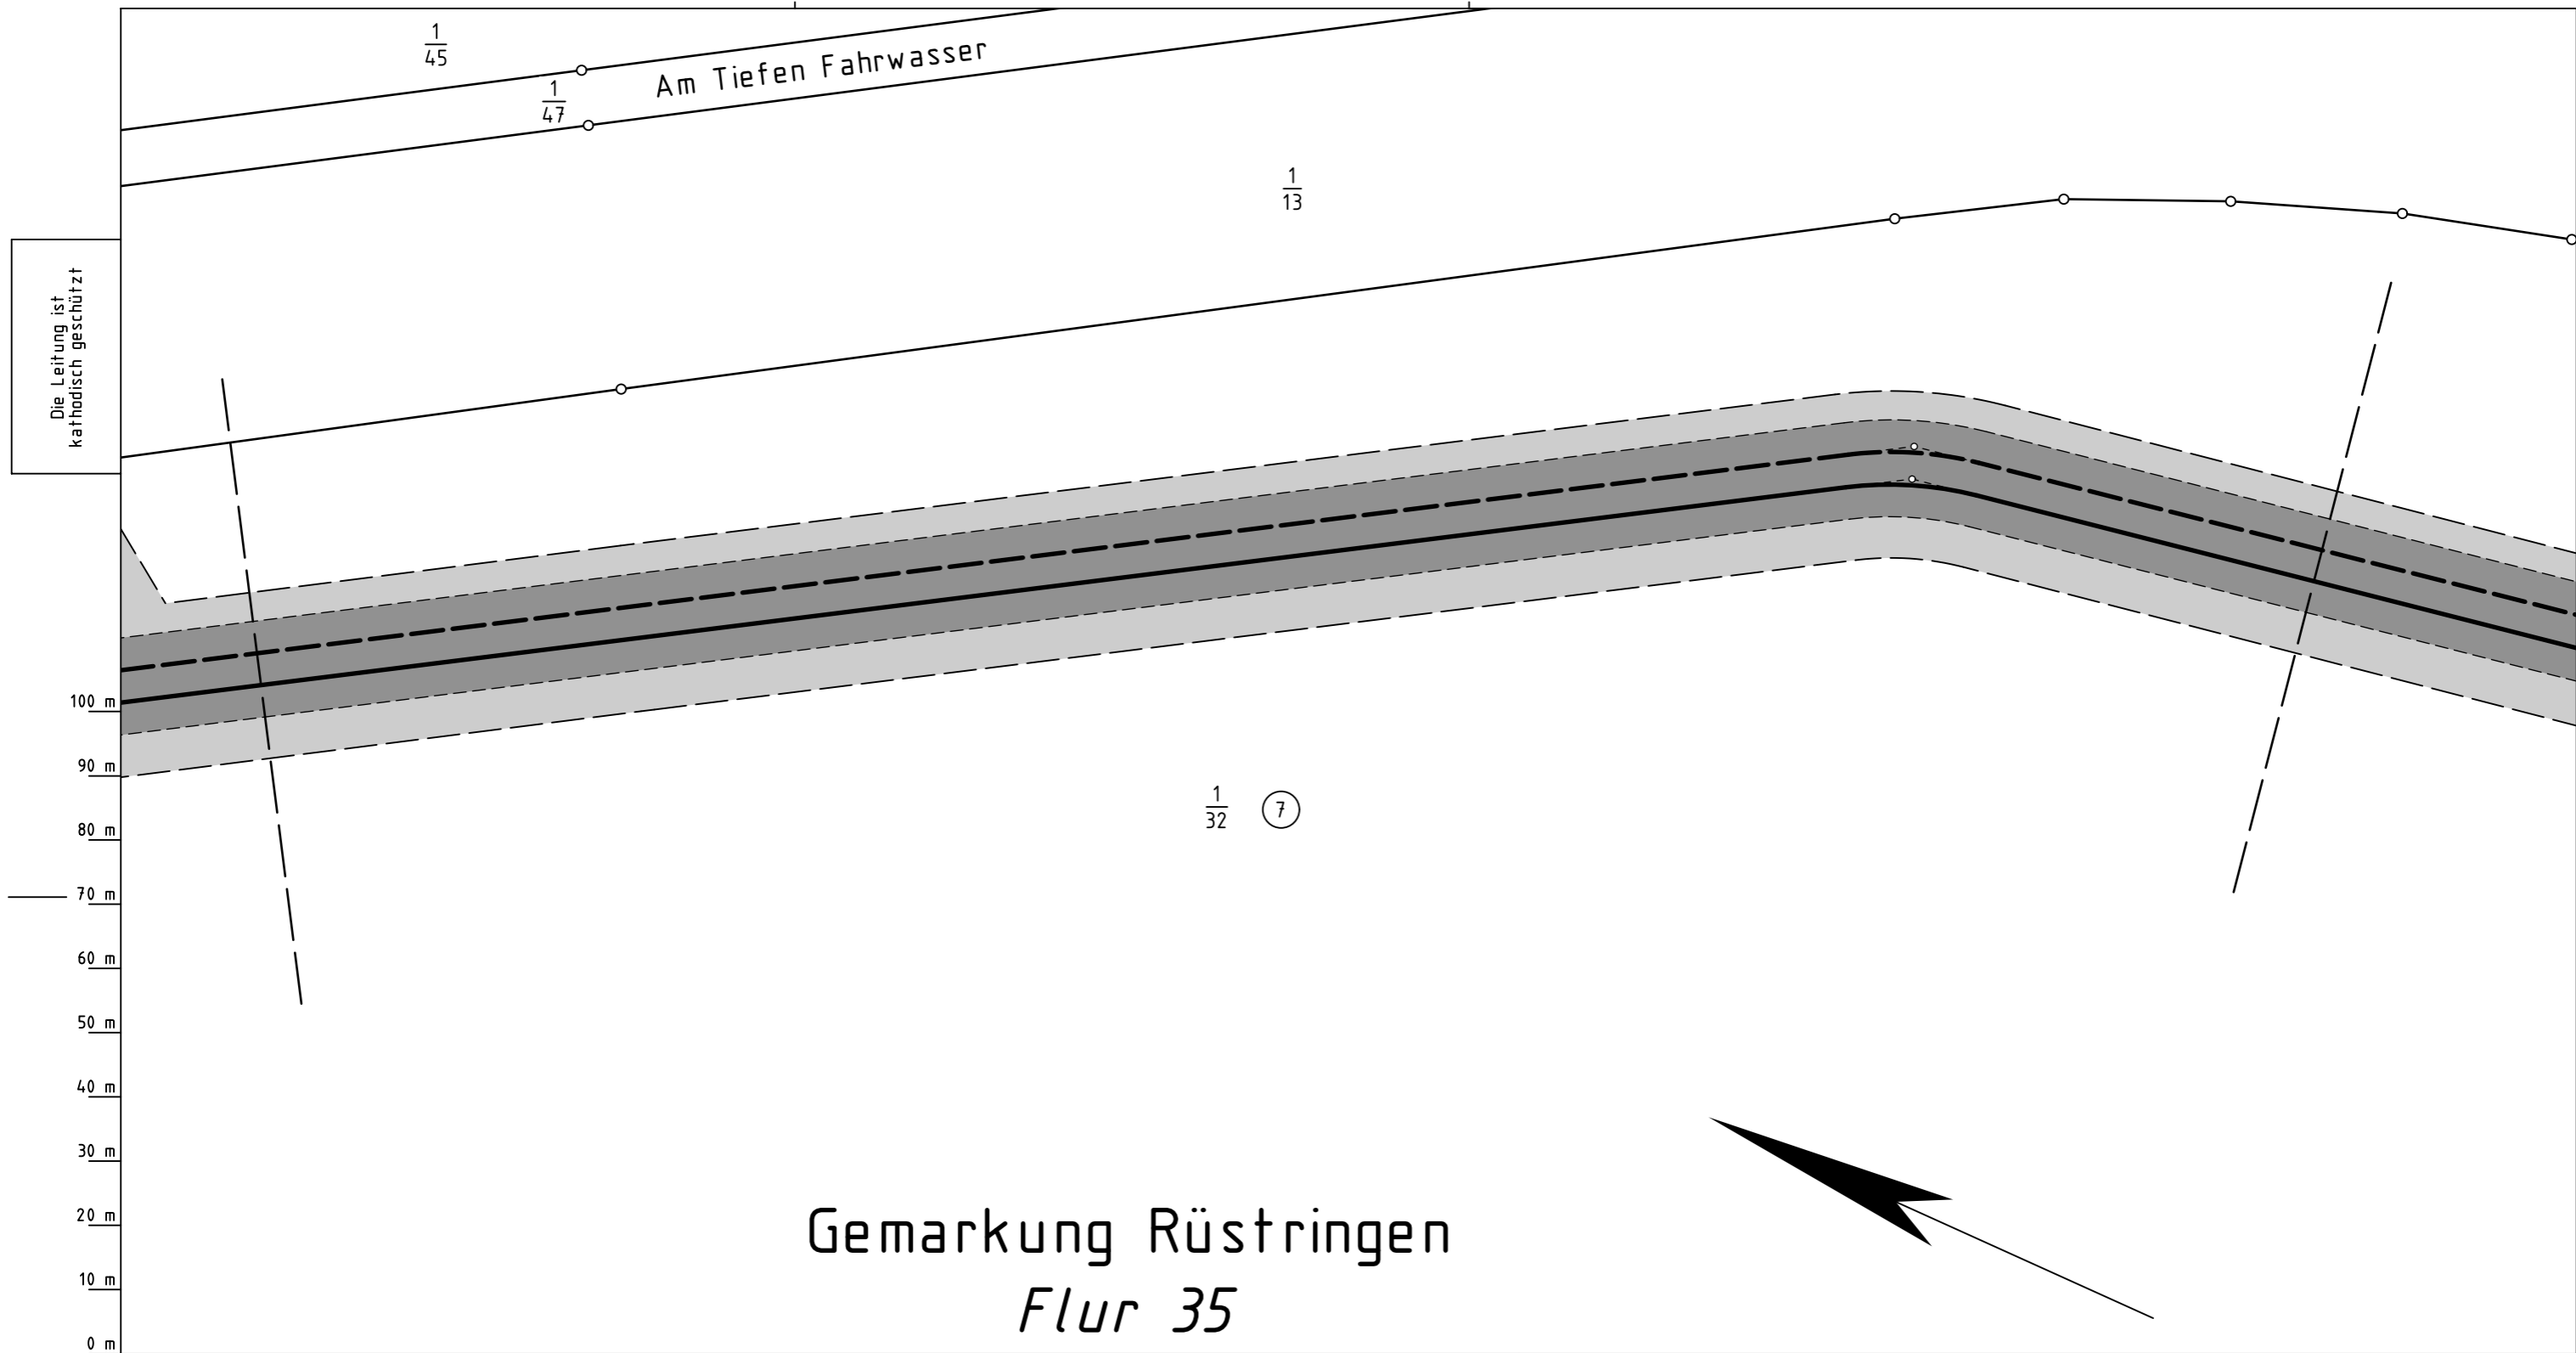 1
45
1
47
Am Tiefen Fahrwasser
1
13
Die Leitung ist
kathodisch geschützt
100 m
90 m
80 m
70 m
60 m
50 m
40 m
30 m
20 m
10 m
0 m
1
32
7
Gemarkung Rüstringen
Flur 35